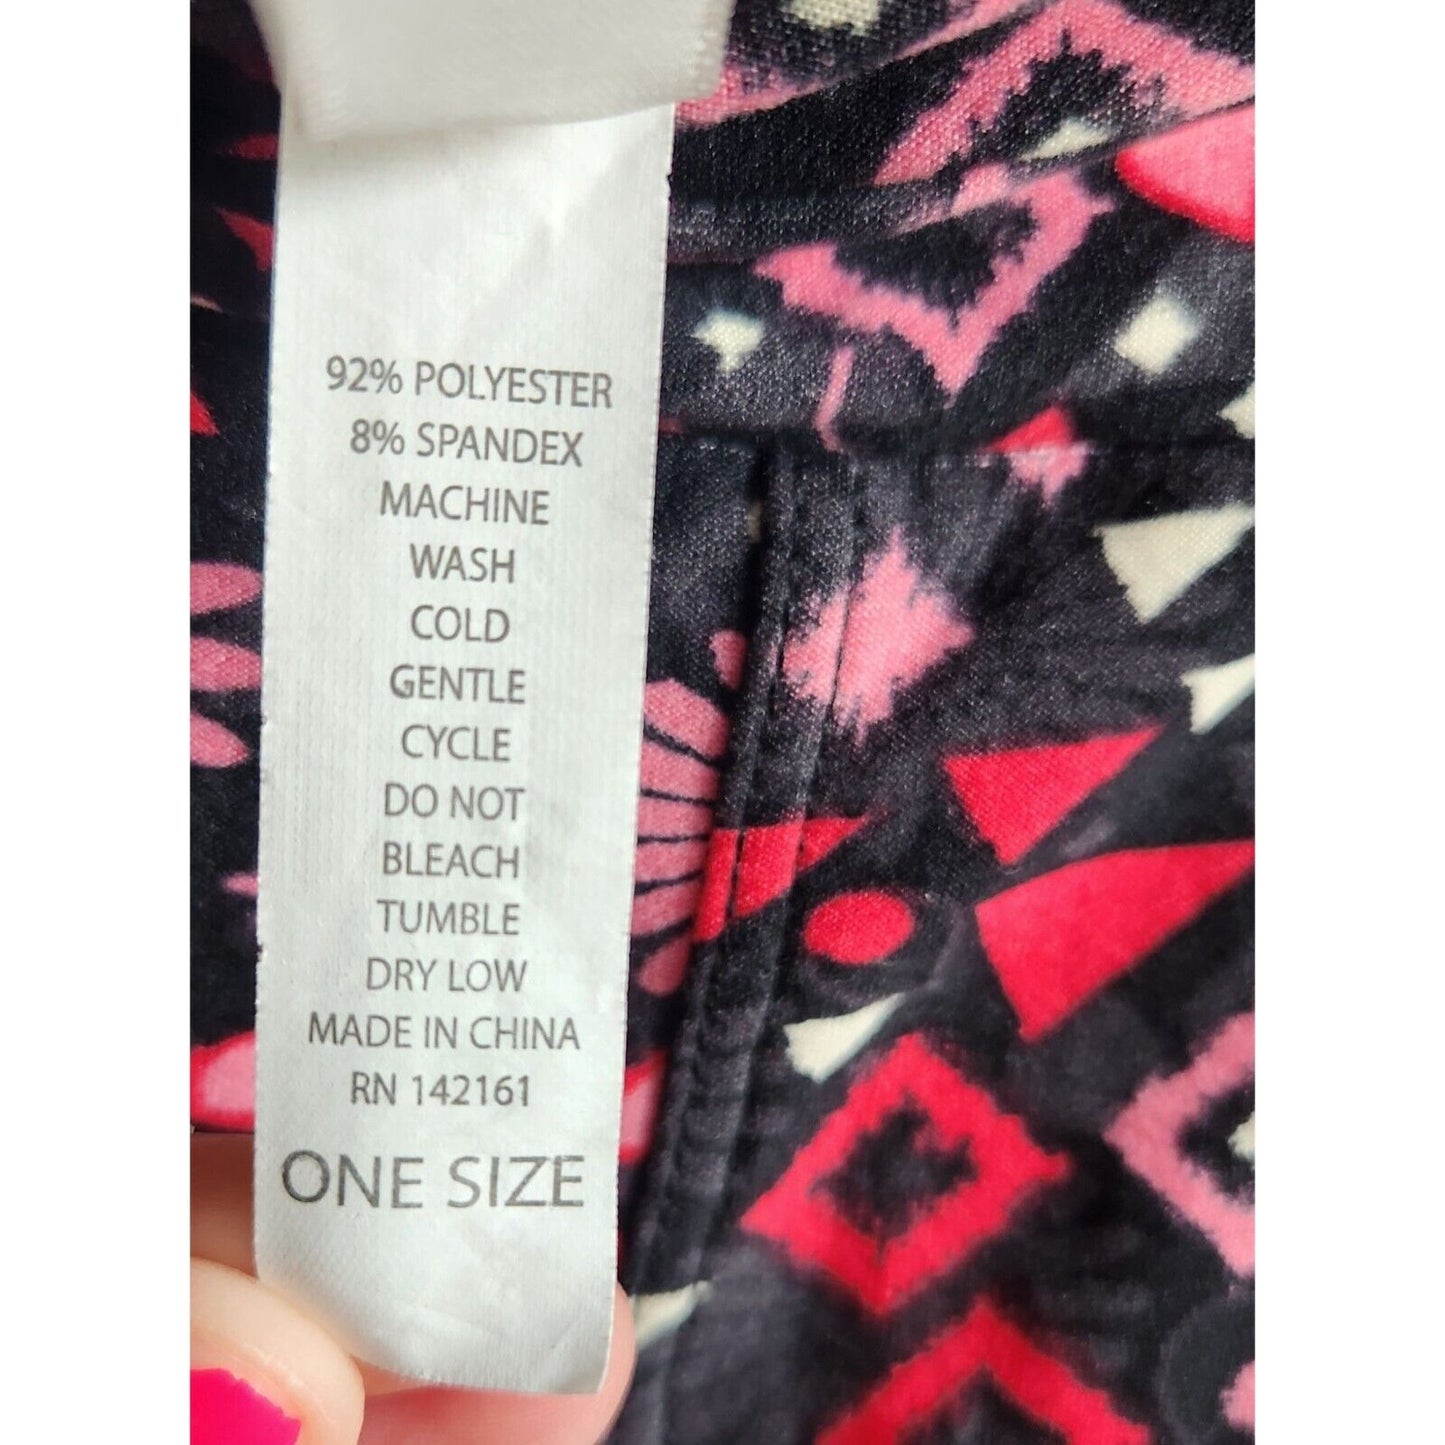 92% POLYESTER
8% SPANDEX
MACHINE
WASH
COLD
GENTLE
CYCLE
DO NOT
BLEACH
TUMBLE
DRY LOW
MADE IN CHINA
RN 142161
ONE SIZE